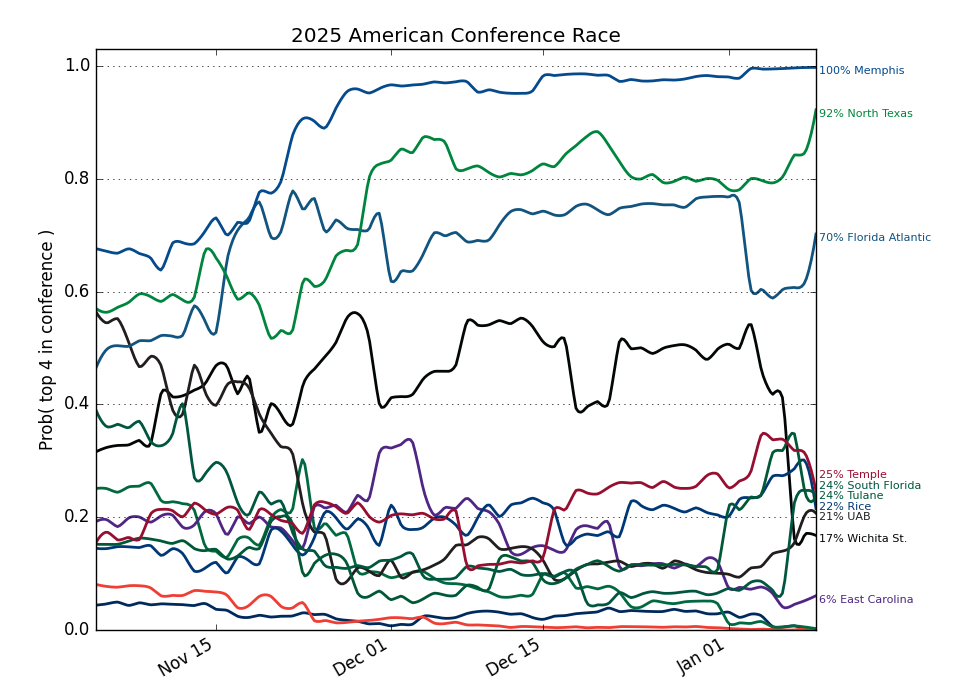 2025 American Conference Race
Prob( top 4 in conference )
1.0
0.8
0.6
0.4
0.2
0.0
Nov 15
Dec 01
Dec 15
Jan 01
100% Memphis
92% North Texas
70% Florida Atlantic
25% Temple
24% South Florida
24% Tulane
22% Rice
21% UAB
17% Wichita St.
6% East Carolina